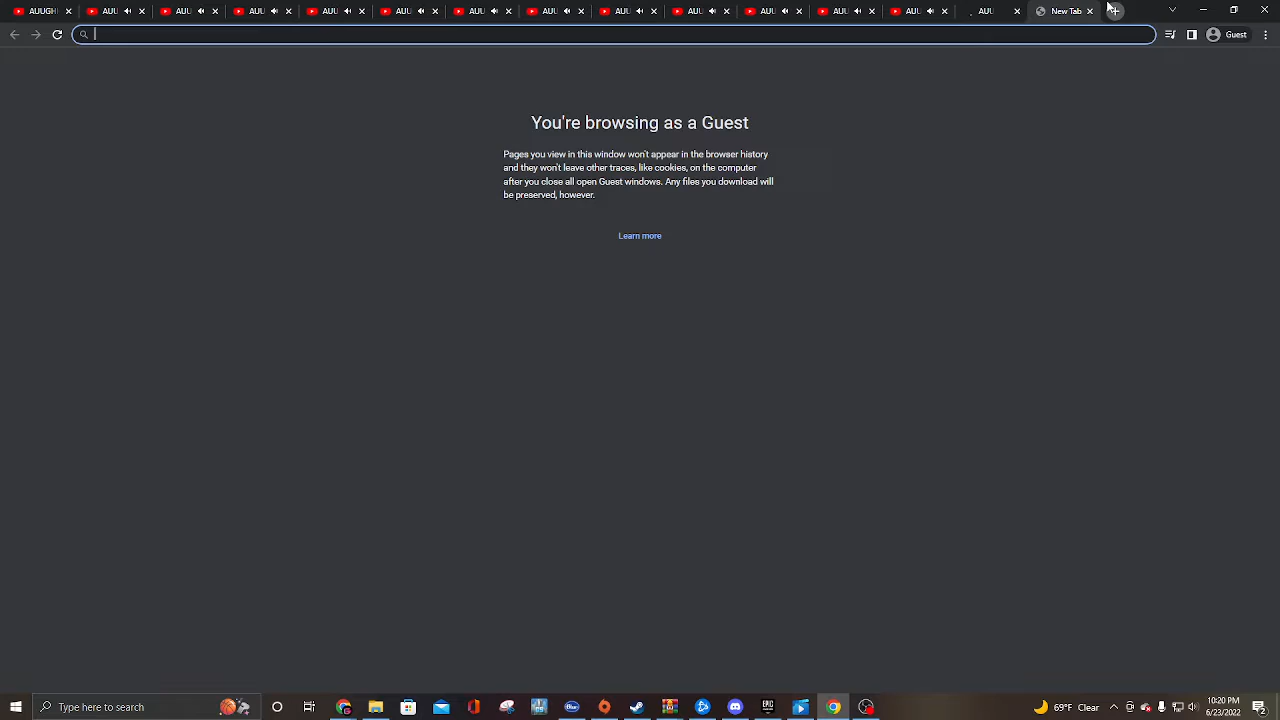 AUUGH
AUU
AUU
AUU
AUU
AUU
AUU
AUU
AUU
AUU
AUU
AUU
AUU
AUU
New Tab
Guest
You're browsing as a Guest
Pages you view in this window won't appear in the browser history
and they won't leave other traces, like cookies, on the computer
after you close all open Guest windows. Any files you download will
be preserved, however.
Learn more
Type here to search
EPIC
69°F Clear
10:20 PM
6/23/2022